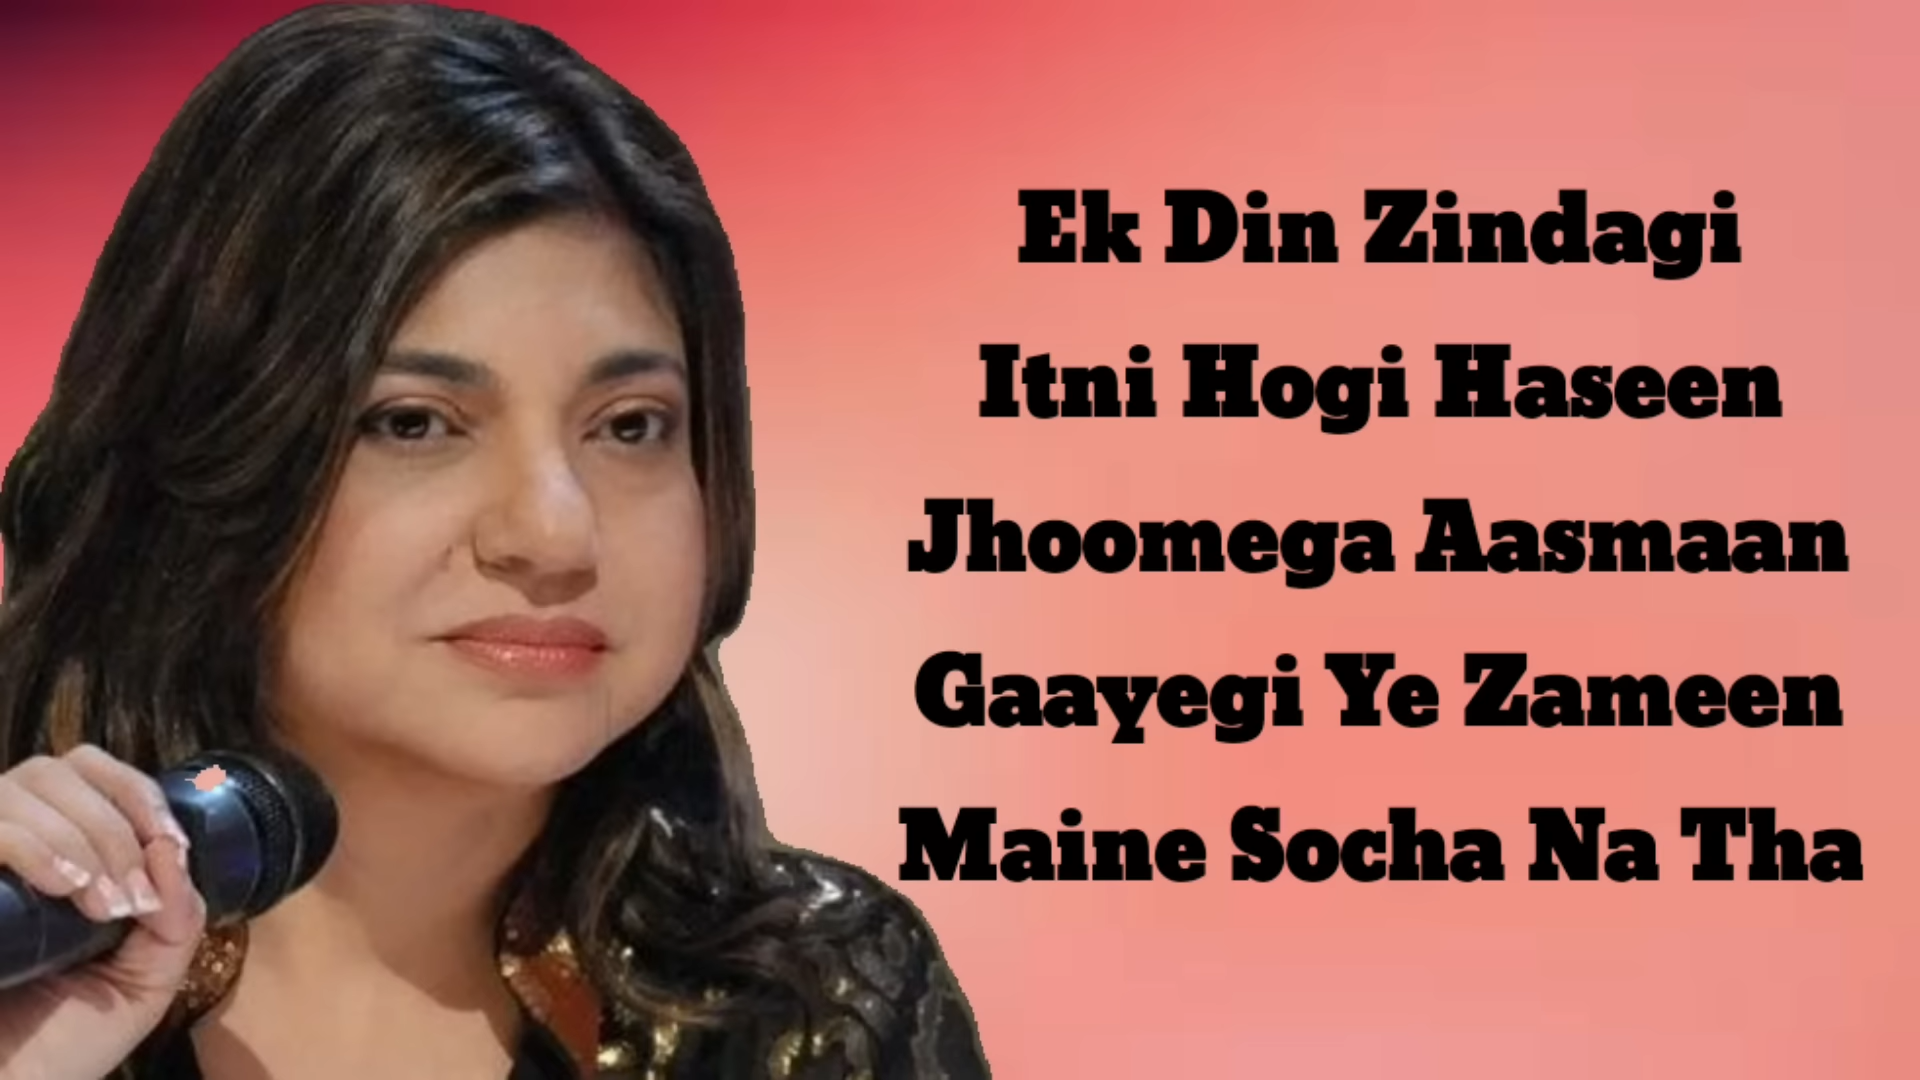 Ek Din Zindagi
Itni Hogi Haseen
Jhoomega Aasmaan
Gaayegi Ye Zameen
Maine Socha Na Tha